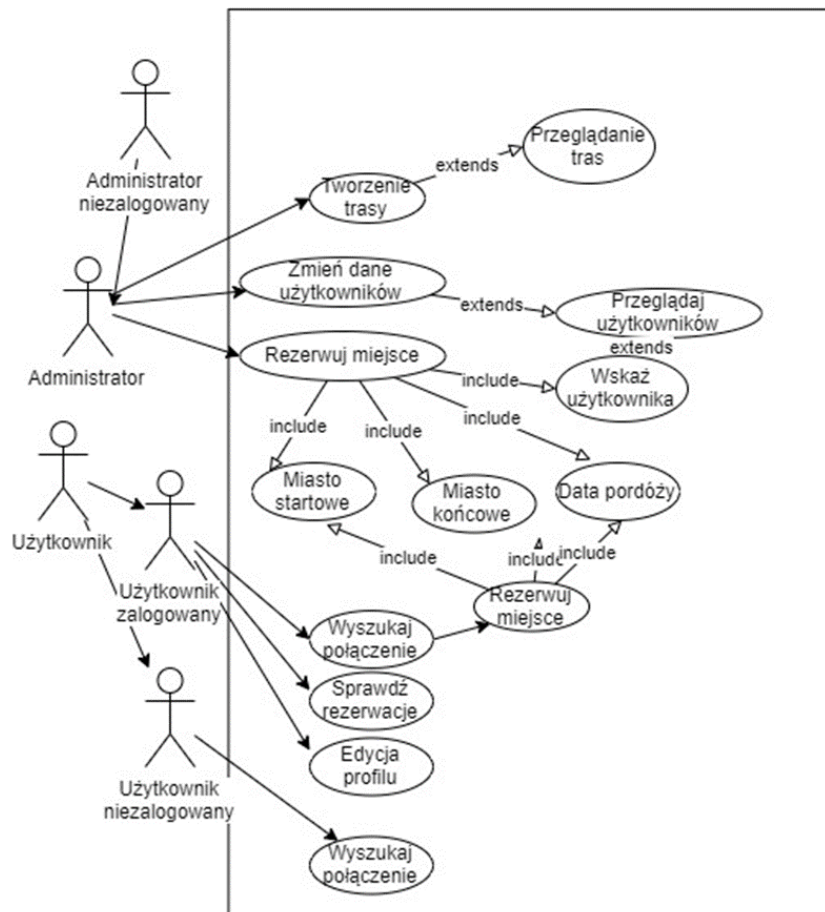 Administrator
niezalogowany
Przeglądanie
tras
extends
Tworzenie
trasy
Zmień dane
użytkowników
extends
Przeglądaj
użytkowników
extends
Administrator
Rezerwuj miejsce
include
Wskaż
użytkownika
include
include
include
Miasto
startowe
Miasto
końcowe
Data pordóży
Użytkownik
include
include
include
Użytkownik
zalogowany
Rezerwuj
miejsce
Wyszukaj
połączenie
Sprawdź
rezerwacje
Edycja
profilu
Użytkownik
niezalogowany
Wyszukaj
połączenie